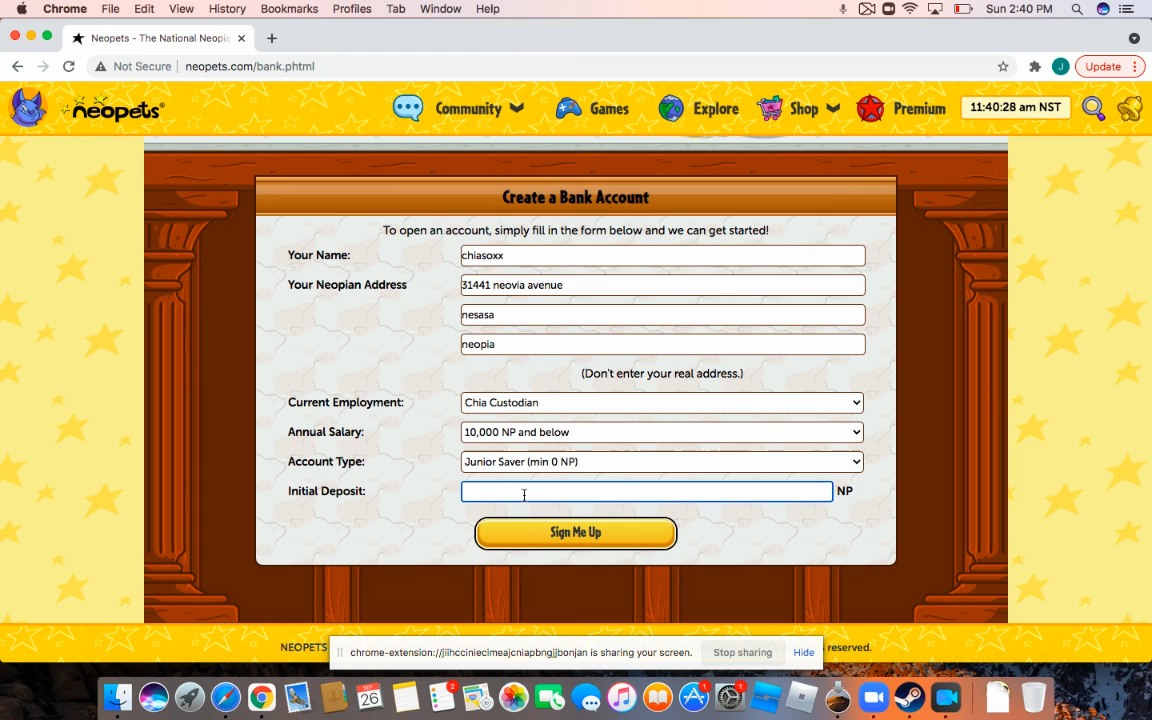 Chrome File Edit View History Bookmarks Profiles Tab Window Help Sun 2:40 PM
Neopets - The National Neopia
Not Secure neopets.com/bank.phtml J Update
neopets Community Games Explore Shop Premium 11:40:28 am NST
Create a Bank Account
To open an account, simply fill in the form below and we can get started!
Your Name: chiasoxx
Your Neopian Address 31441 neovia avenue
nesasa
neopia
(Don't enter your real address.)
Current Employment: Chia Custodian
Annual Salary: 10,000 NP and below
Account Type: Junior Saver (min 0 NP)
Initial Deposit: NP
Sign Me Up
NEOPETS reserved.
chrome-extension://jiihcciniecimeajcniapbngjjbonjan is sharing your screen. Stop sharing Hide
26 2 1 1